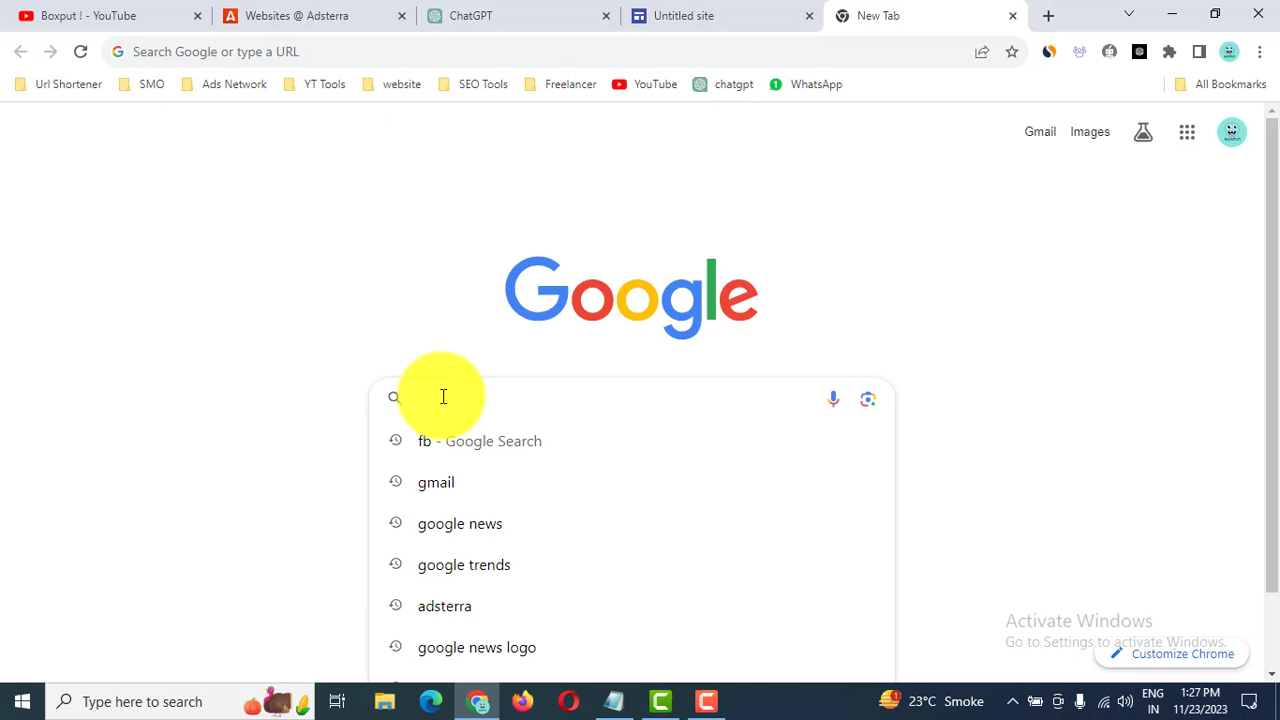 Boxput ! - YouTube
Websites @ Adsterra
ChatGPT
Untitled site
New Tab
Search Google or type a URL
Url Shortener
SMO
Ads Network
YT Tools
website
SEO Tools
Freelancer
YouTube
chatgpt
1
WhatsApp
All Bookmarks
Gmail
Images
Google
fb - Google Search
gmail
google news
google trends
adsterra
google news logo
Activate Windows
Go to Settings to activate Windows.
Customize Chrome
Type here to search
1
23°C Smoke
ENG
IN
1:27 PM
11/23/2023